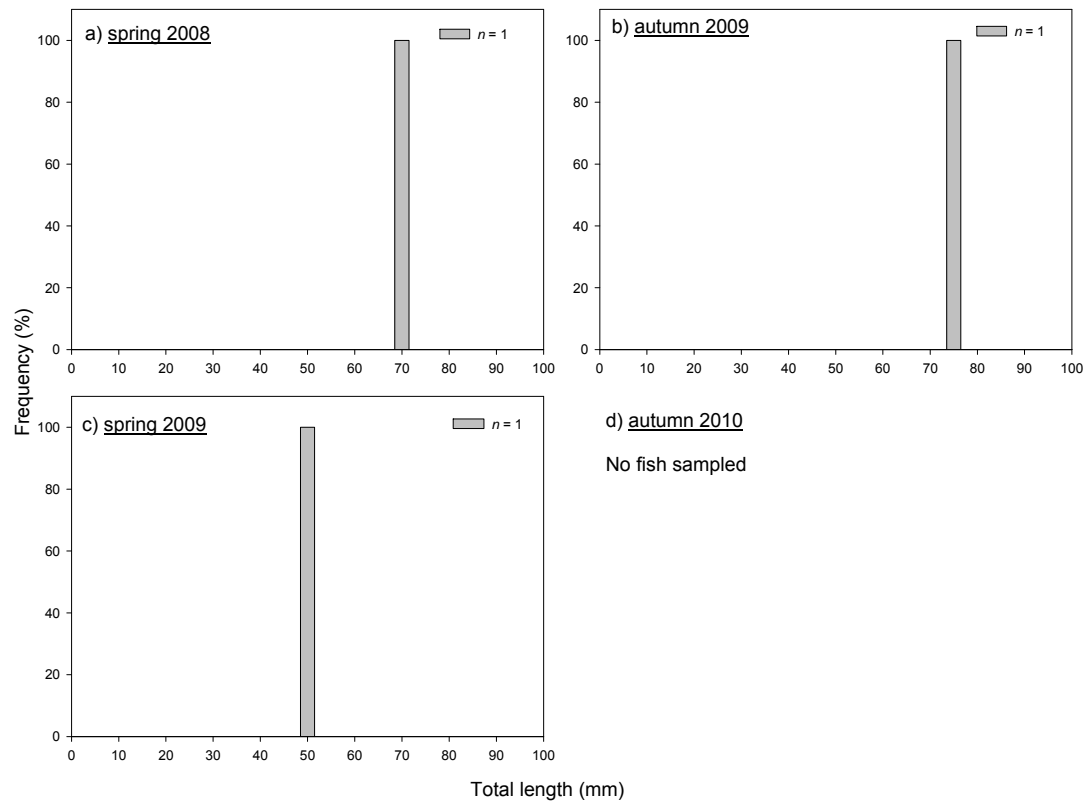 a) spring 2008
n = 1
100
80
60
40
20
0
0 10 20 30 40 50 60 70 80 90 100
b) autumn 2009
n = 1
100
80
60
40
20
0
0 10 20 30 40 50 60 70 80 90 100
Frequency (%)
c) spring 2009
n = 1
100
80
60
40
20
0
0 10 20 30 40 50 60 70 80 90 100
d) autumn 2010
No fish sampled
Total length (mm)